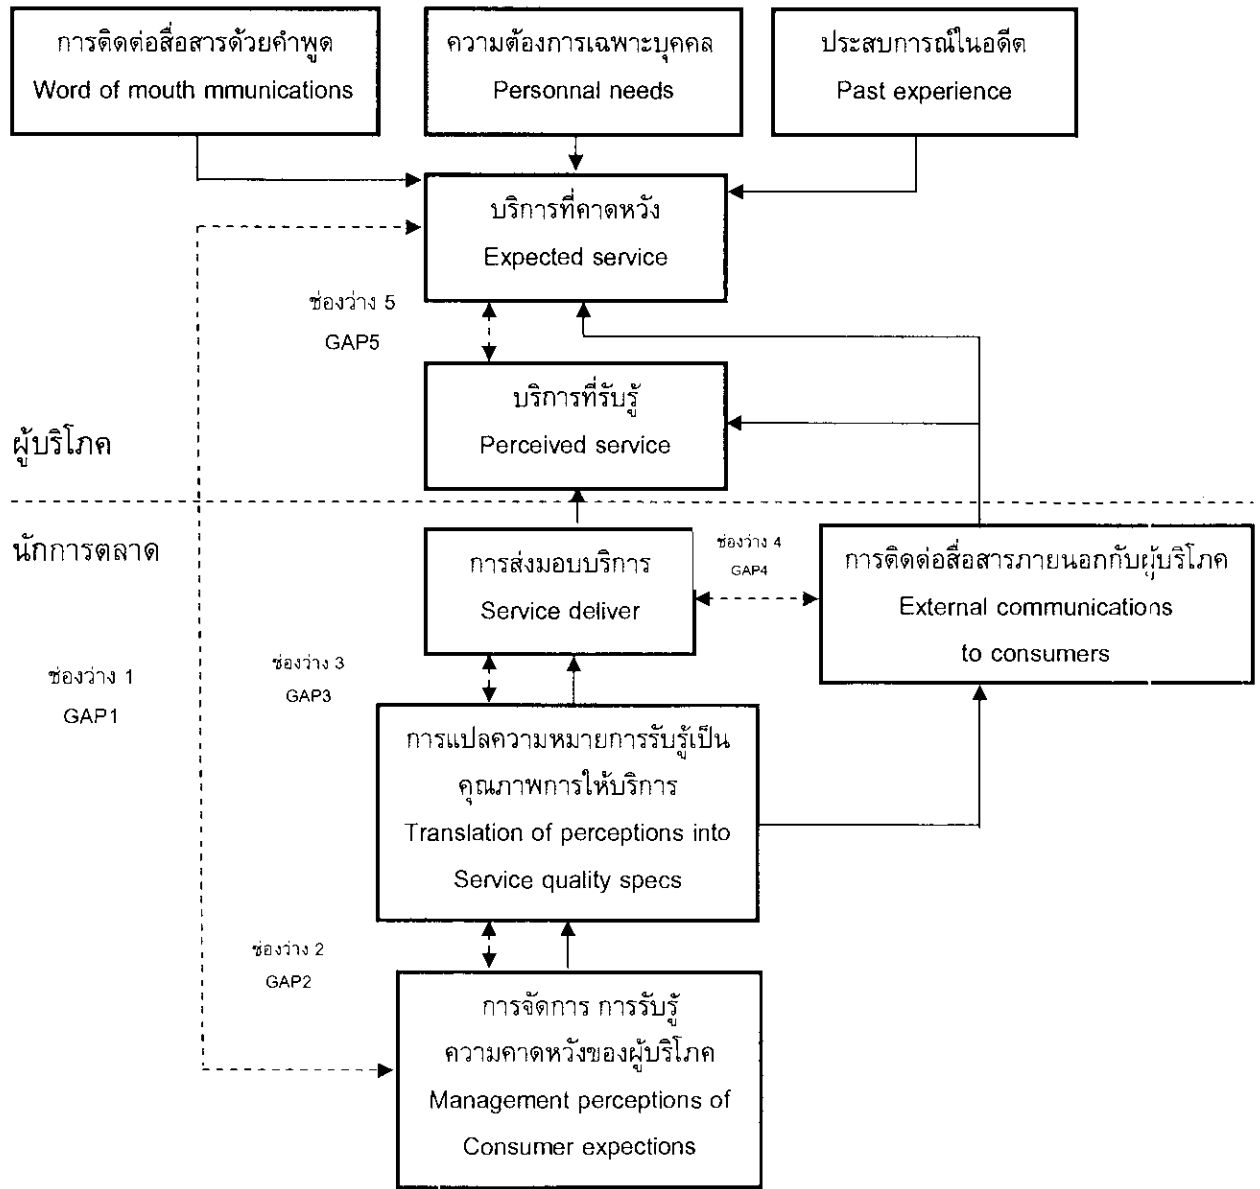 การติดต่อสื่อสารด้วยคำพูด
Word of mouth mmunications
ความต้องการเฉพาะบุคคล
Personnal needs
ประสบการณ์ในอดีต
Past experience
บริการที่คาดหวัง
Expected service
ช่องว่าง 5
GAP5
บริการที่รับรู้
Perceived service
ผู้บริโภค
นักการตลาด
การส่งมอบบริการ
Service deliver
ช่องว่าง 4
GAP4
การติดต่อสื่อสารภายนอกกับผู้บริโภค
External communications
to consumers
ช่องว่าง 1
GAP1
ช่องว่าง 3
GAP3
การแปลความหมายการรับรู้เป็น
คุณภาพการให้บริการ
Translation of perceptions into
Service quality specs
ช่องว่าง 2
GAP2
การจัดการ การรับรู้
ความคาดหวังของผู้บริโภค
Management perceptions of
Consumer expections